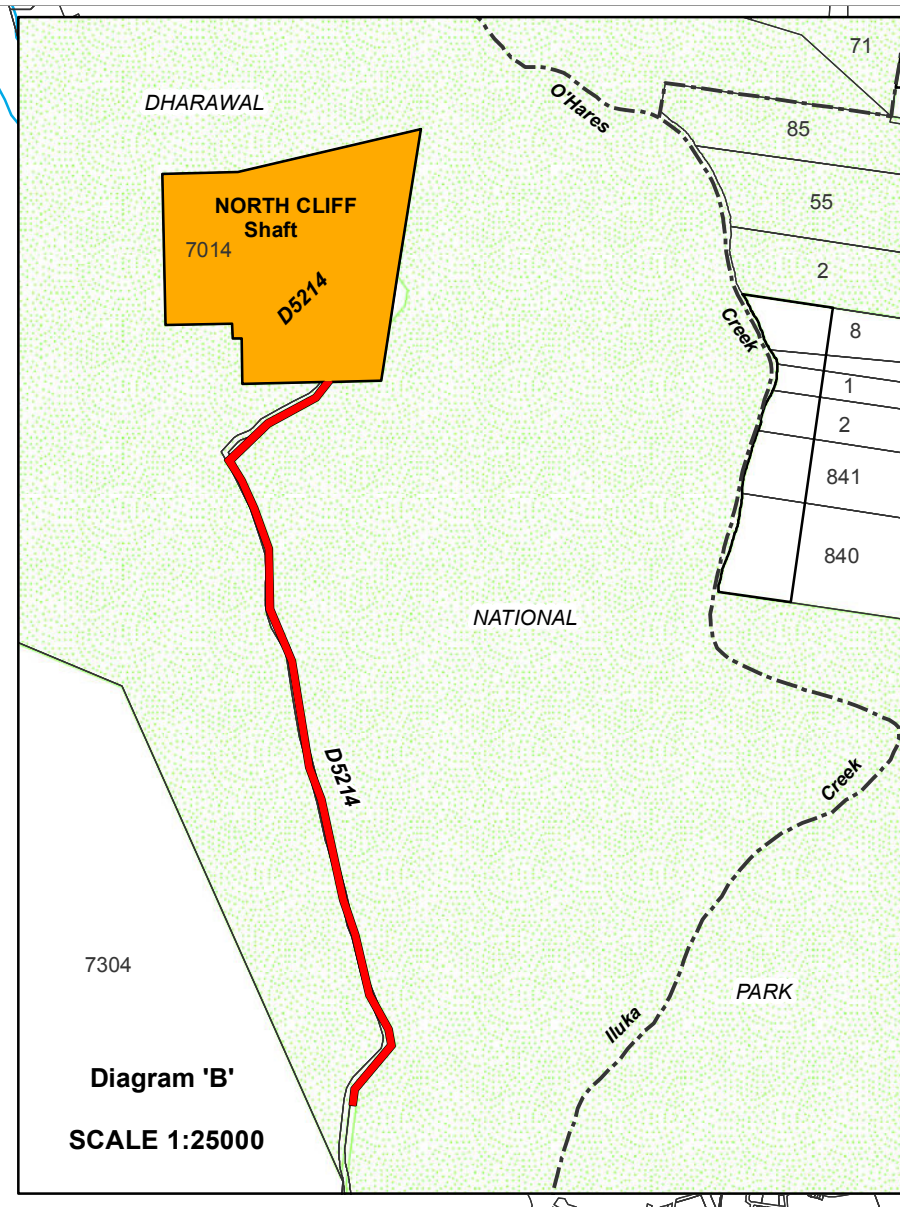 71
DHARAWAL
O'Hares
85
NORTH CLIFF
Shaft
7014
55
D5214
2
Creek
8
1
2
841
840
NATIONAL
D5214
Creek
7304
PARK
Iluka
Diagram 'B'
SCALE 1:25000